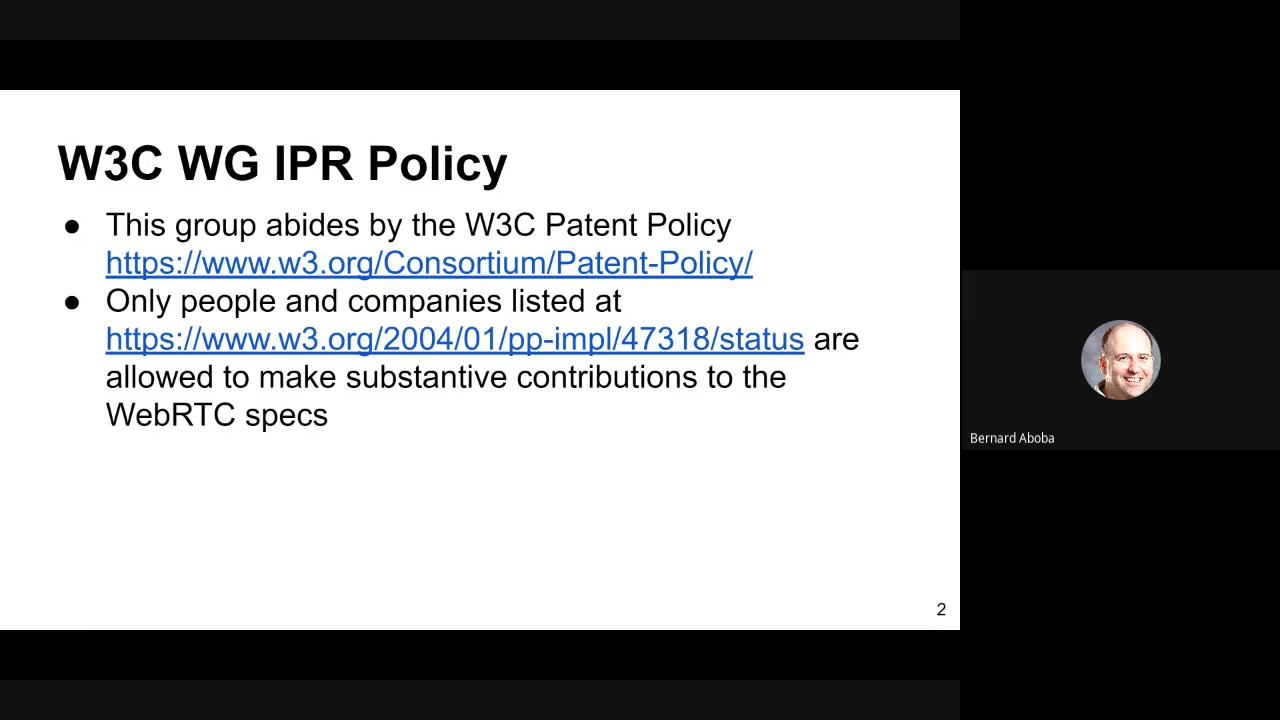 W3C WG IPR Policy
● This group abides by the W3C Patent Policy
https://www.w3.org/Consortium/Patent-Policy/
● Only people and companies listed at
https://www.w3.org/2004/01/pp-impl/47318/status are
allowed to make substantive contributions to the
WebRTC specs
2
Bernard Aboba